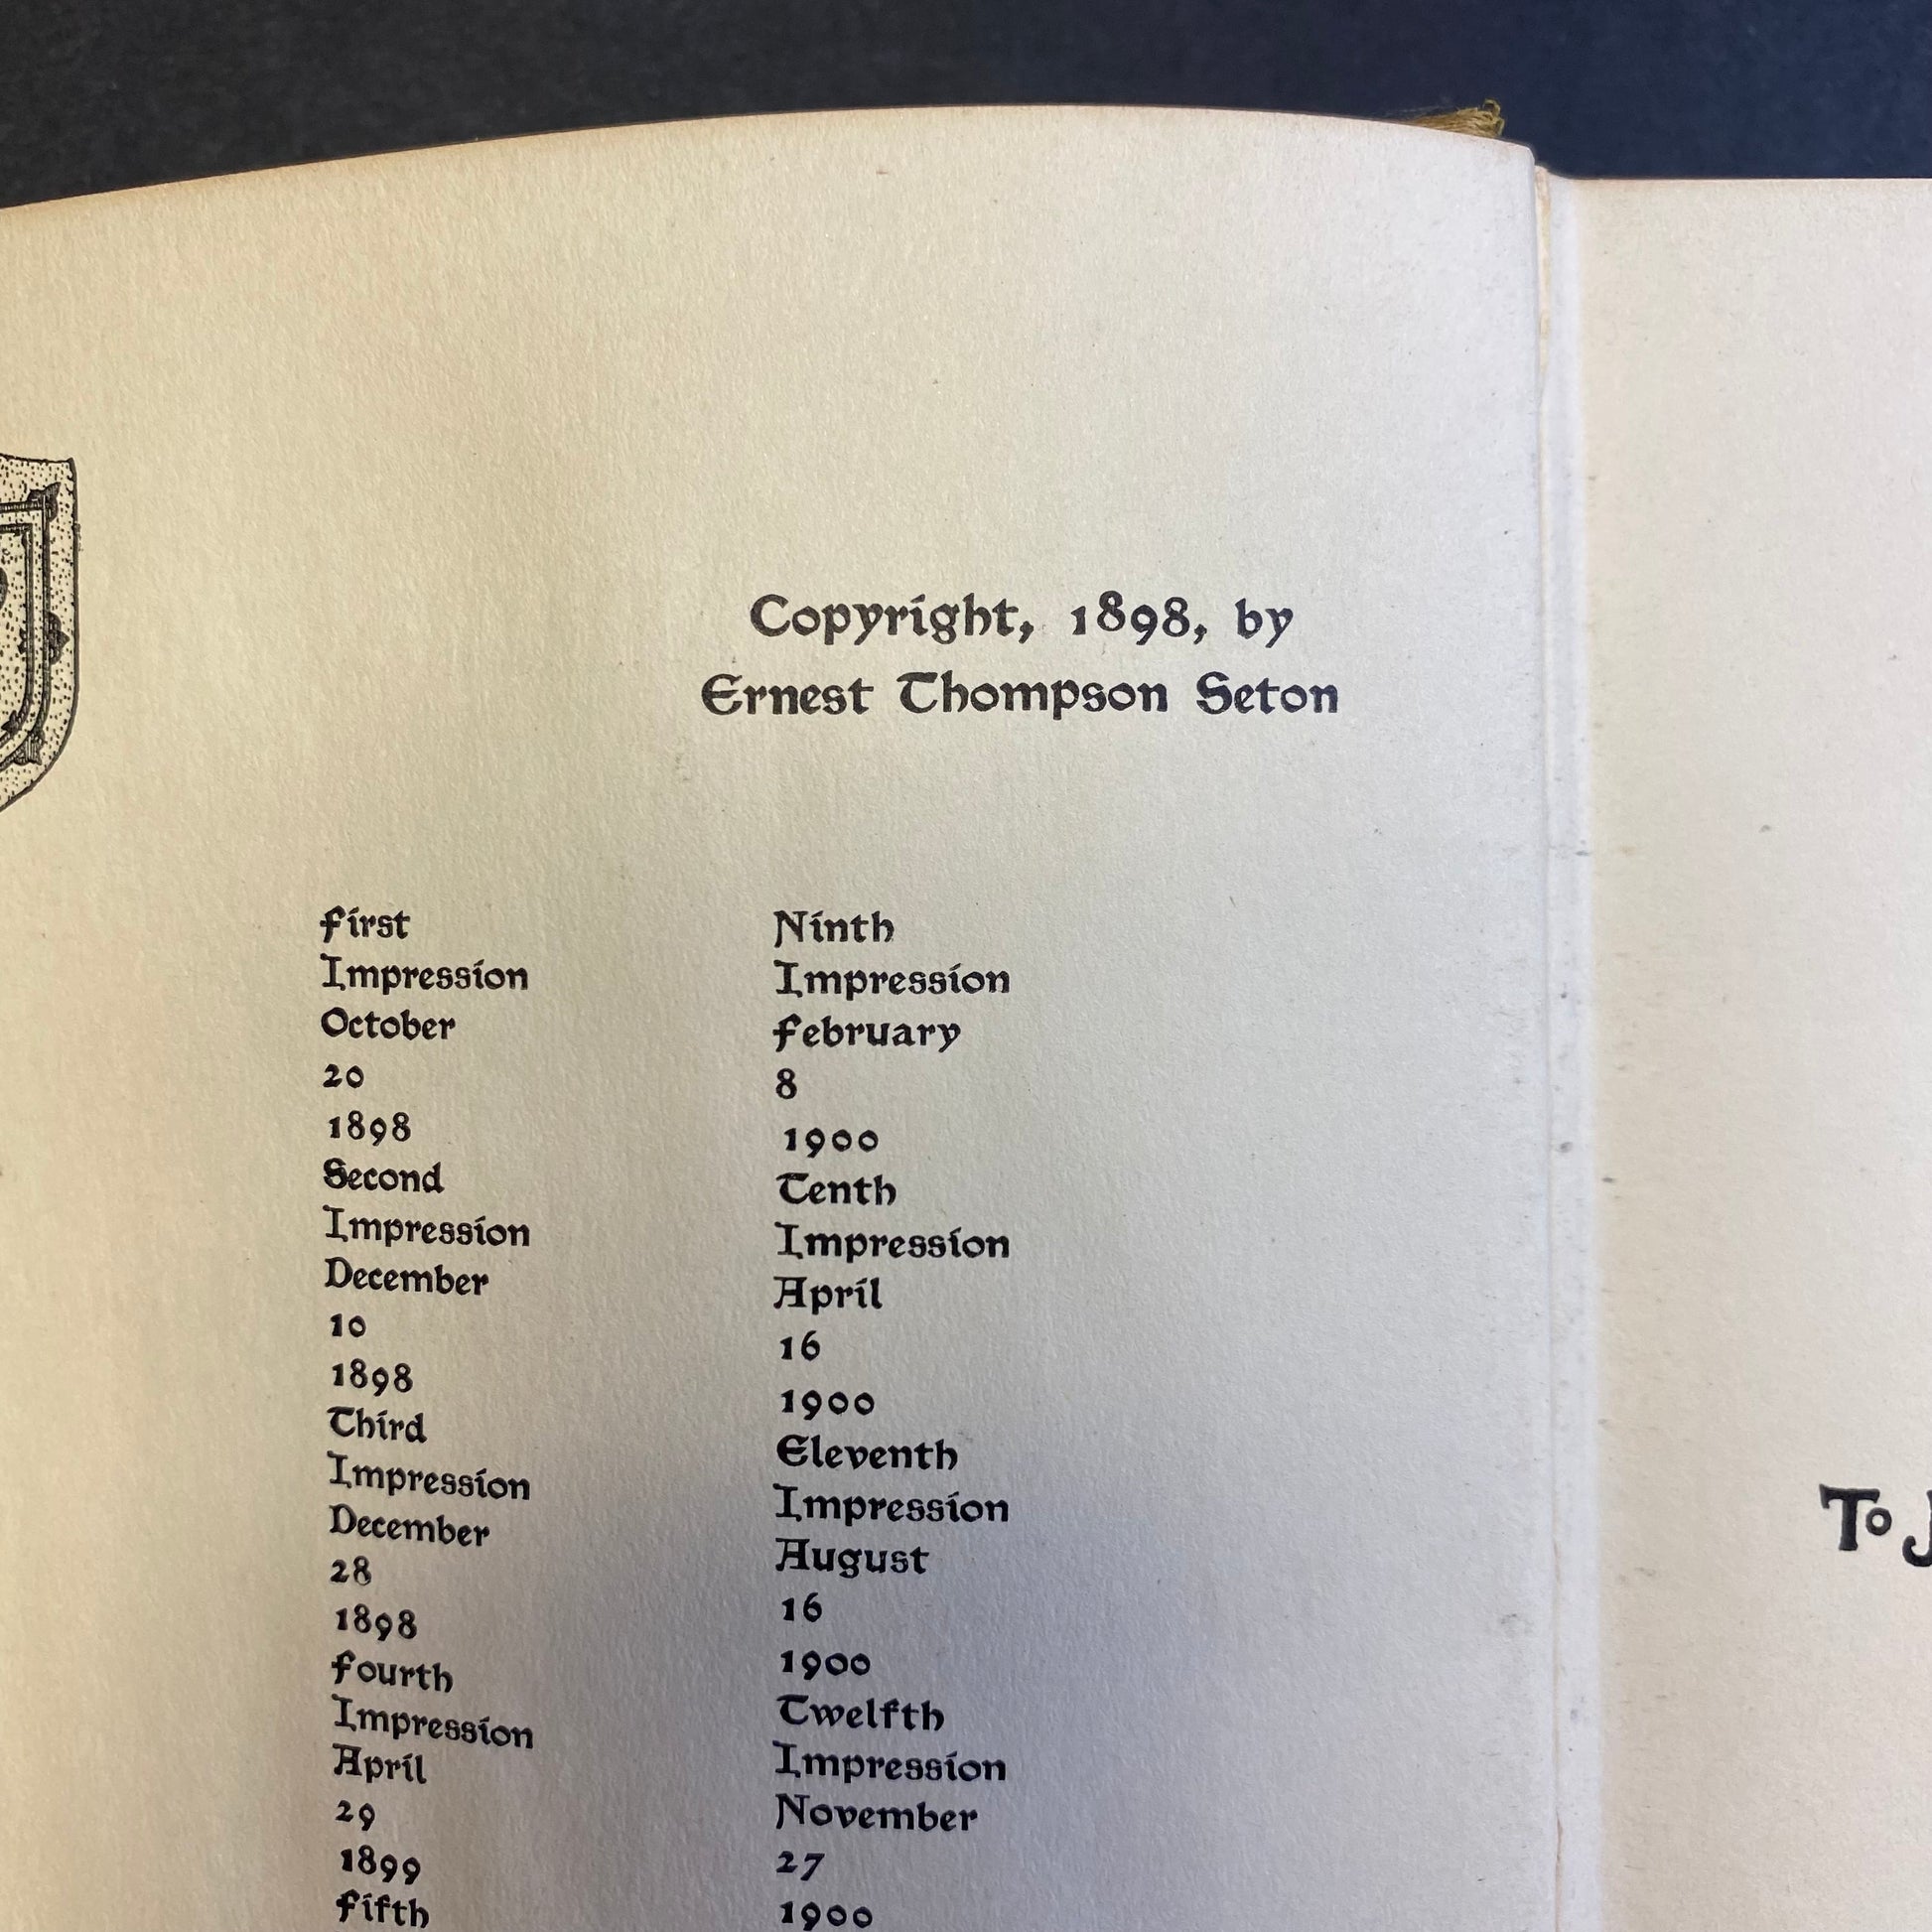 Copyright, 1898, by
Ernest Thompson Seton
First
Impression
October
20
1898
Second
Impression
December
10
1898
Third
Impression
December
28
1898
Fourth
Impression
April
29
1899
Fifth
Ninth
Impression
February
8
1900
Tenth
Impression
April
16
1900
Eleventh
Impression
August
16
1900
Twelfth
Impression
November
27
1900
To